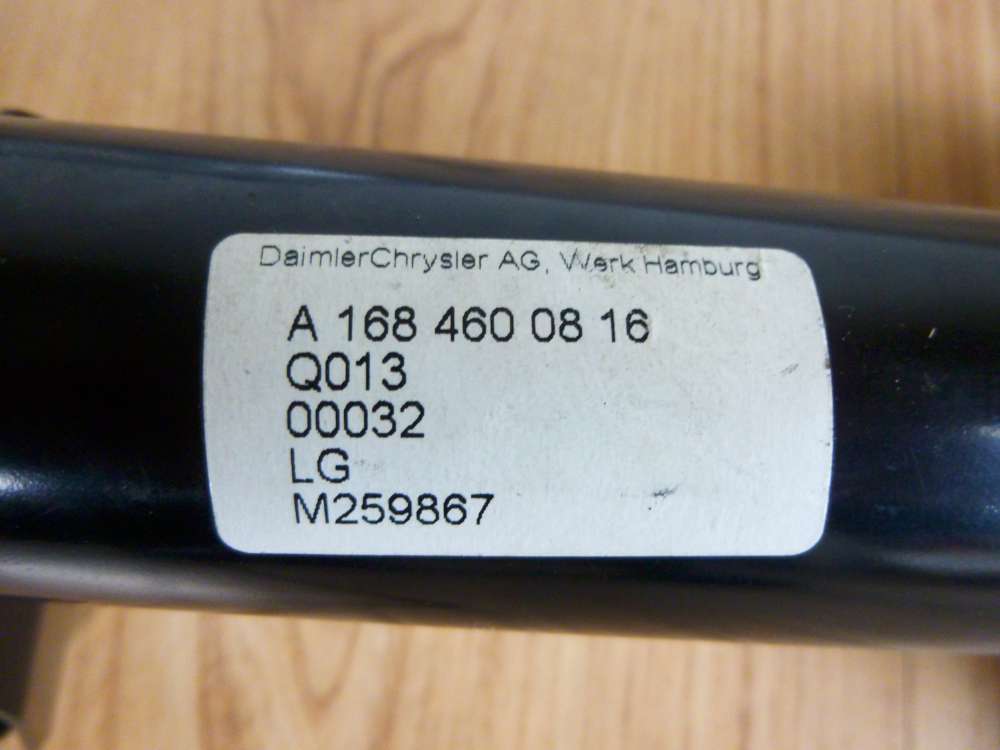 DaimlerChrysler AG, Werk Hamburg
A 168 460 08 16
Q013
00032
LG
M259867